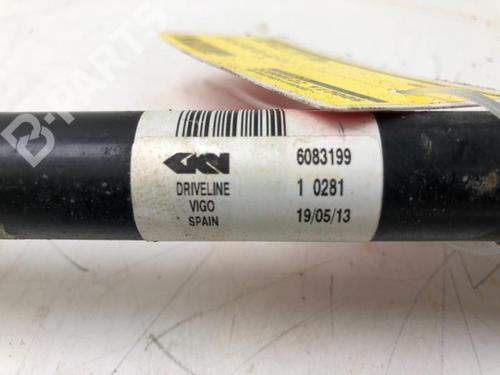 GKN
6083199
DRIVELINE
1 0281
VIGO
SPAIN
19/05/13